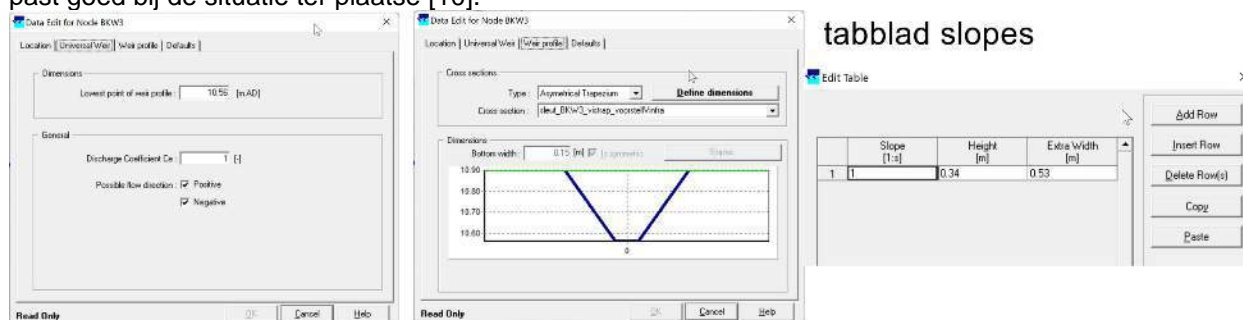 past goed bij de situatie ter plaatse [10].
Data Edit for Node BKW3
Location | Universal Weir | Weir profile | Defaults |
Dimensions
Lowest point of weir profile : 10.56 [m AD]
General
Discharge Coefficient Ce : 1 [-]
Possible flow direction : Positive
Negative
Read Only
OK Cancel Help
Data Edit for Node BKW3
Location | Universal Weir | Weir profile | Defaults |
Cross sections
Type : Asymetrical Trapezium Define dimensions
Cross section :
Dimensions
Bottom width : 0.15 [m] Is symmetric
10.90
10.80
10.70
10.60
0
Read Only
OK Cancel Help
tabblad slopes
Edit Table
Slope [1:s] Height [m] Extra Width [m]
1 1 0.34 0.53
Add Row
Insert Row
Delete Row(s)
Copy
Paste